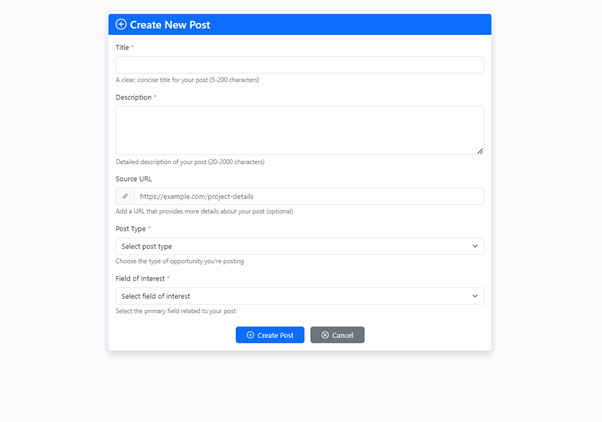 Create New Post
Title *
A clear, concise title for your post (5-200 characters)
Description *
Detailed description of your post (20-2000 characters)
Source URL
https://example.com/project-details
Add a URL that provides more details about your post (optional)
Post Type *
Select post type
Choose the type of opportunity you're posting
Field of Interest *
Select field of interest
Select the primary field related to your post
Create Post Cancel